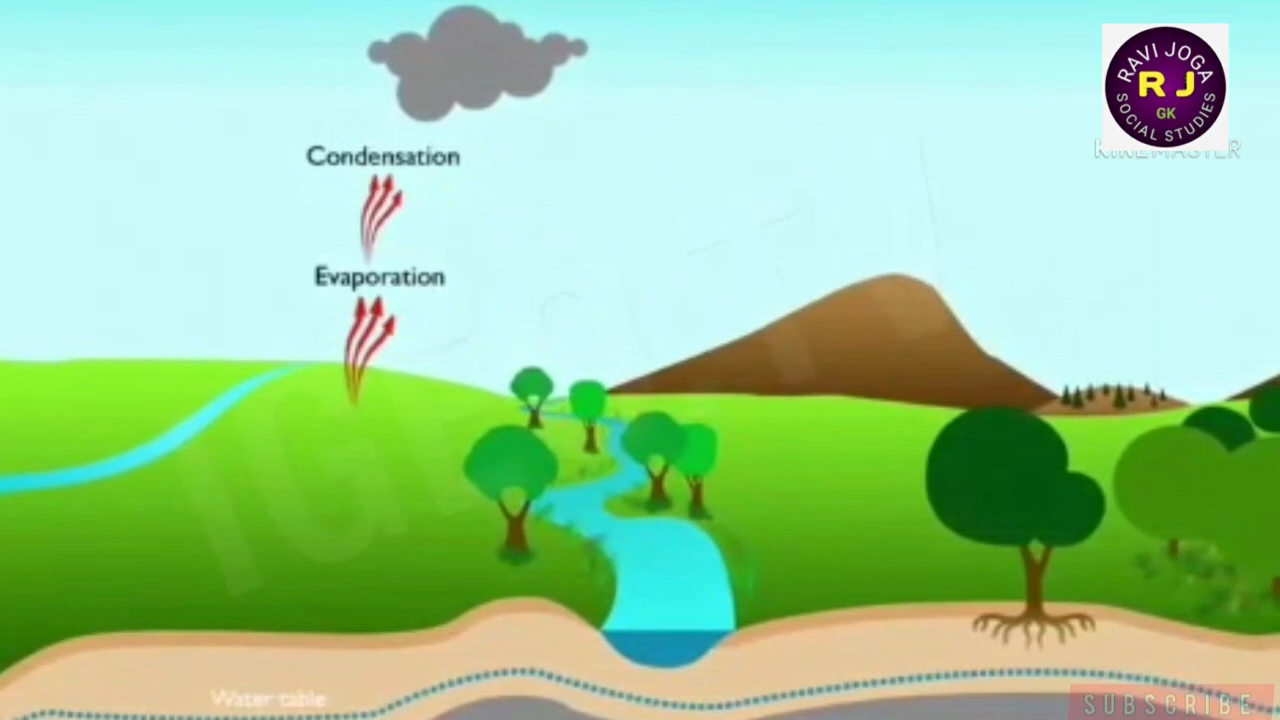 RAVI JOGA
RJ
GK
SOCIAL STUDIES
KINEMASTER
Condensation
Evaporation
Water table
SUBSCRIBE